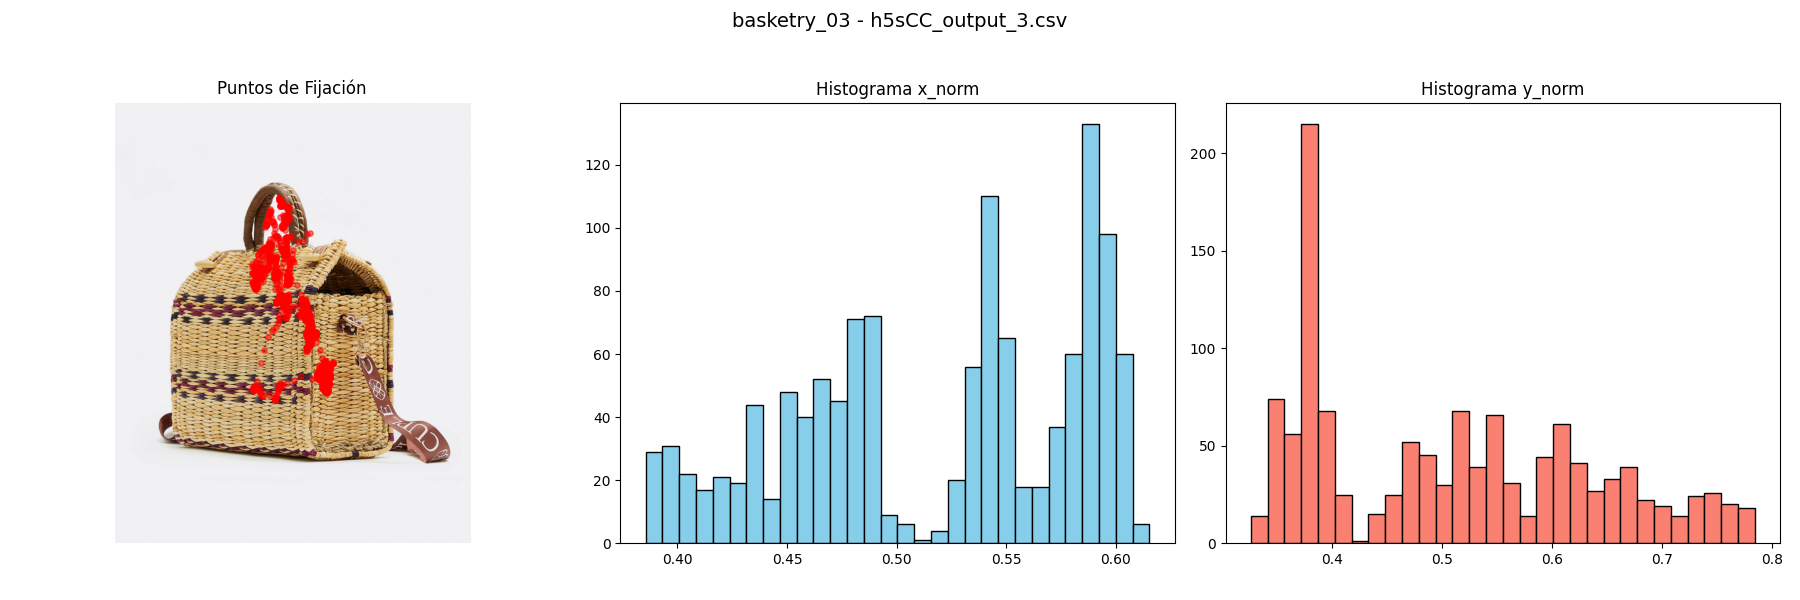 basketry_03 - h5sCC_output_3.csv
Puntos de Fijación
Histograma x_norm
120
100
80
60
40
20
0
0.40 0.45 0.50 0.55 0.60
Histograma y_norm
200
150
100
50
0
0.4 0.5 0.6 0.7 0.8